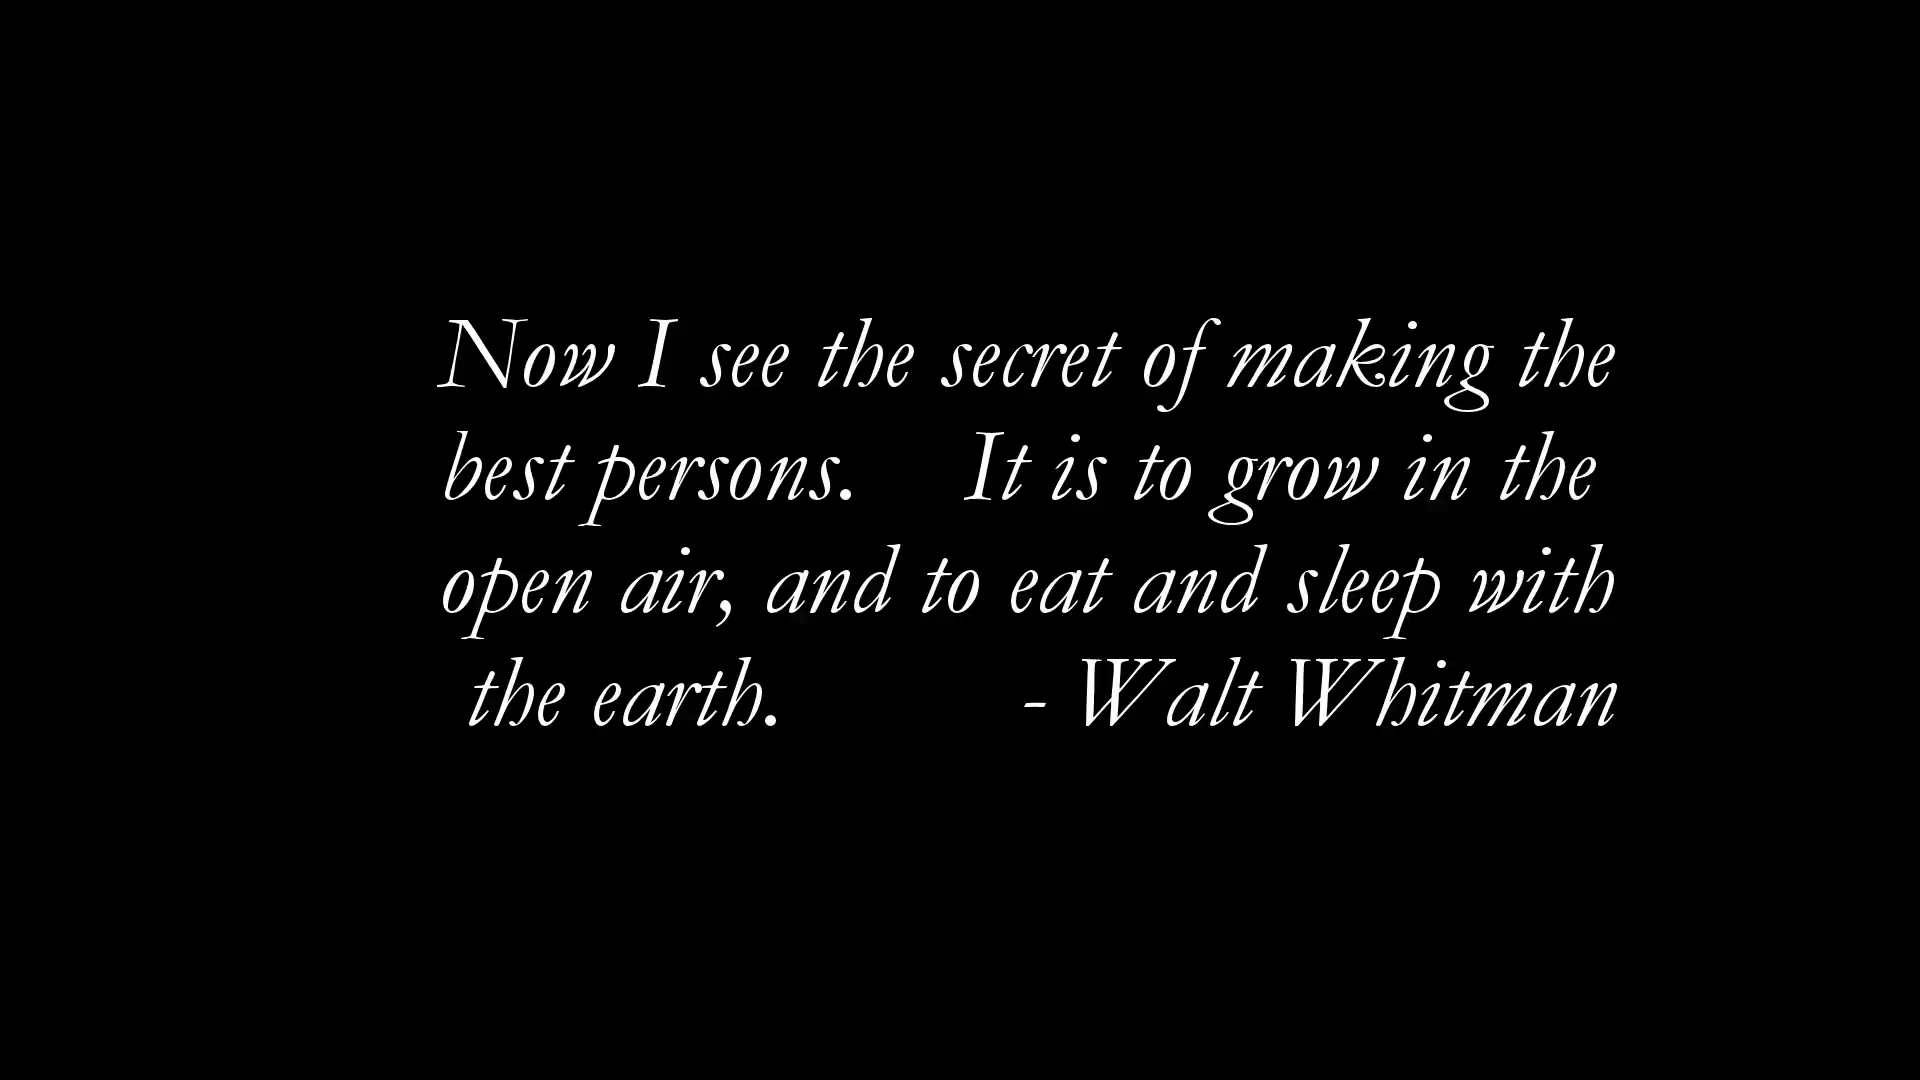 Now I see the secret of making the
best persons. It is to grow in the
open air, and to eat and sleep with
the earth. - Walt Whitman